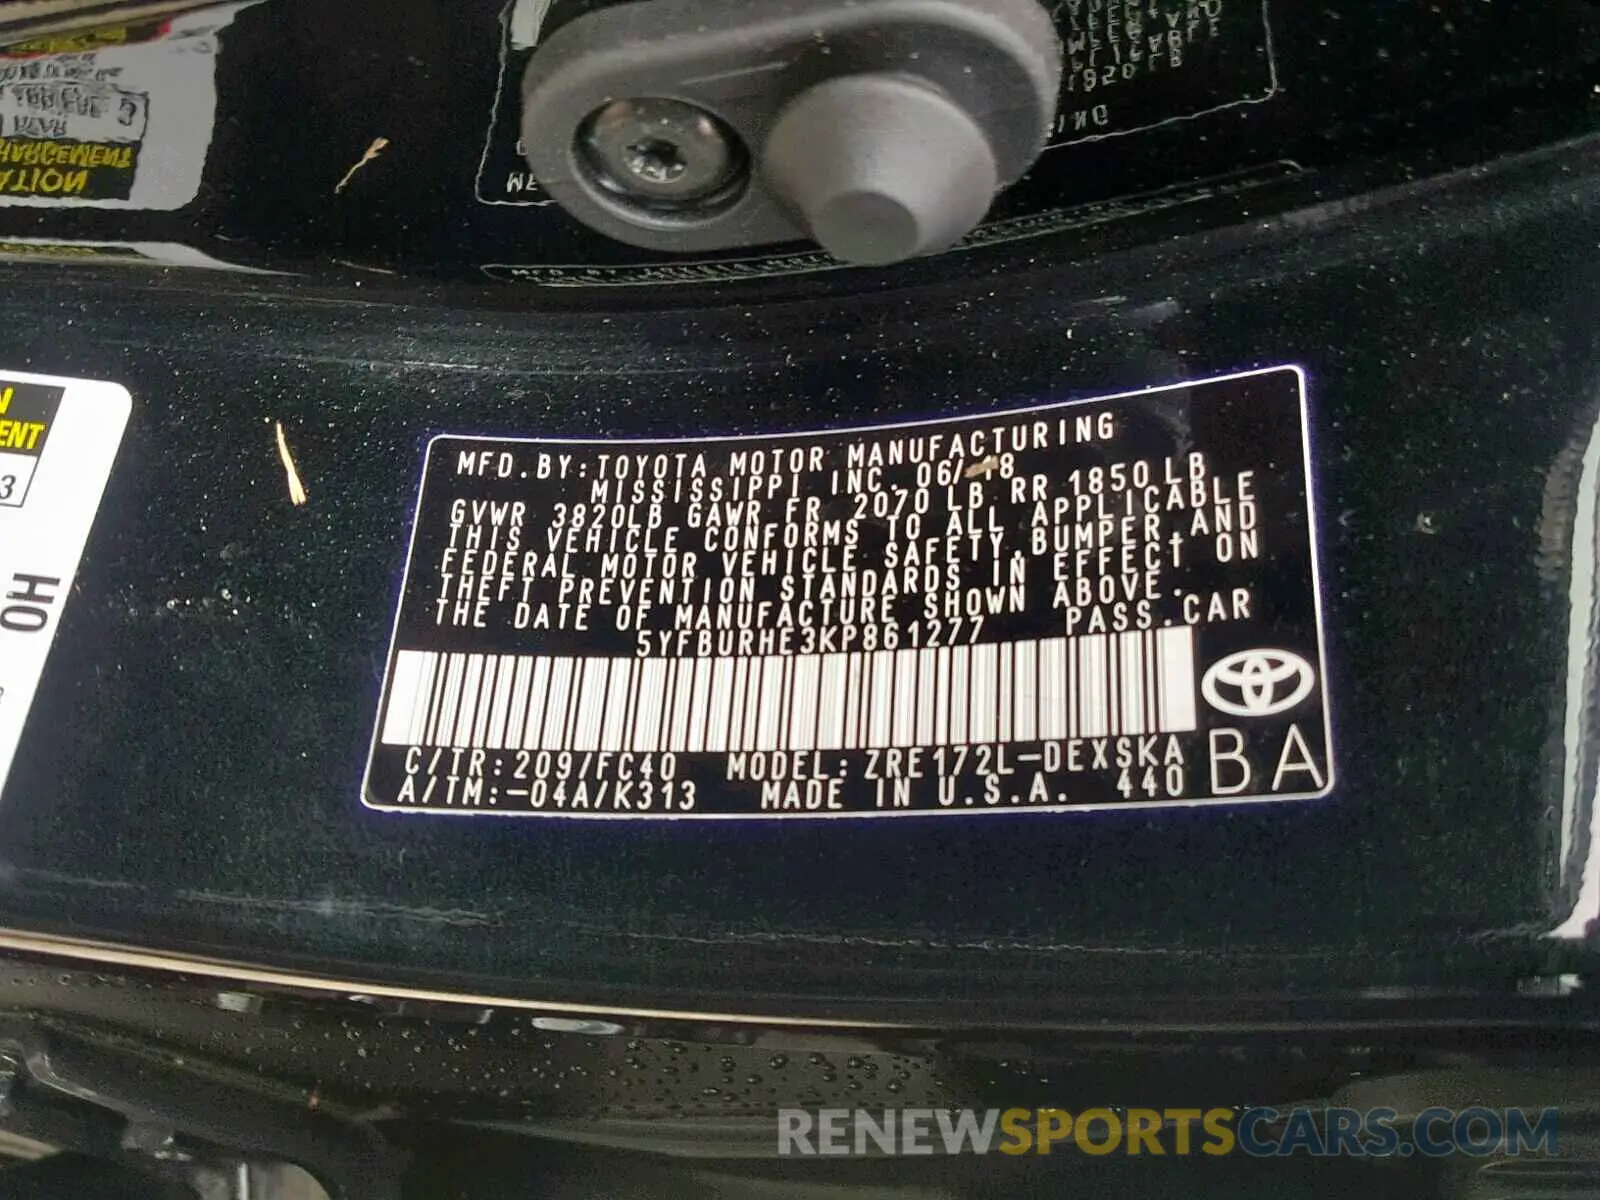 MFD.BY:TOYOTA MOTOR MANUFACTURING
MISSISSIPPI INC. 06/18
GVWR 3820LB GAWR FR 2070 LB RR 1850 LB
THIS VEHICLE CONFORMS TO ALL APPLICABLE
FEDERAL MOTOR VEHICLE SAFETY,BUMPER,AND
THEFT PREVENTION STANDARDS IN EFFECT ON
THE DATE OF MANUFACTURE SHOWN ABOVE.
5YFBURHE3KP861277 PASS.CAR
C/TR:209/FC40 MODEL:ZRE172L-DEXSKA
A/TM:-04A/K313 MADE IN U.S.A. 440 BA
3
HO
RENEWSPORTSCARS.COM